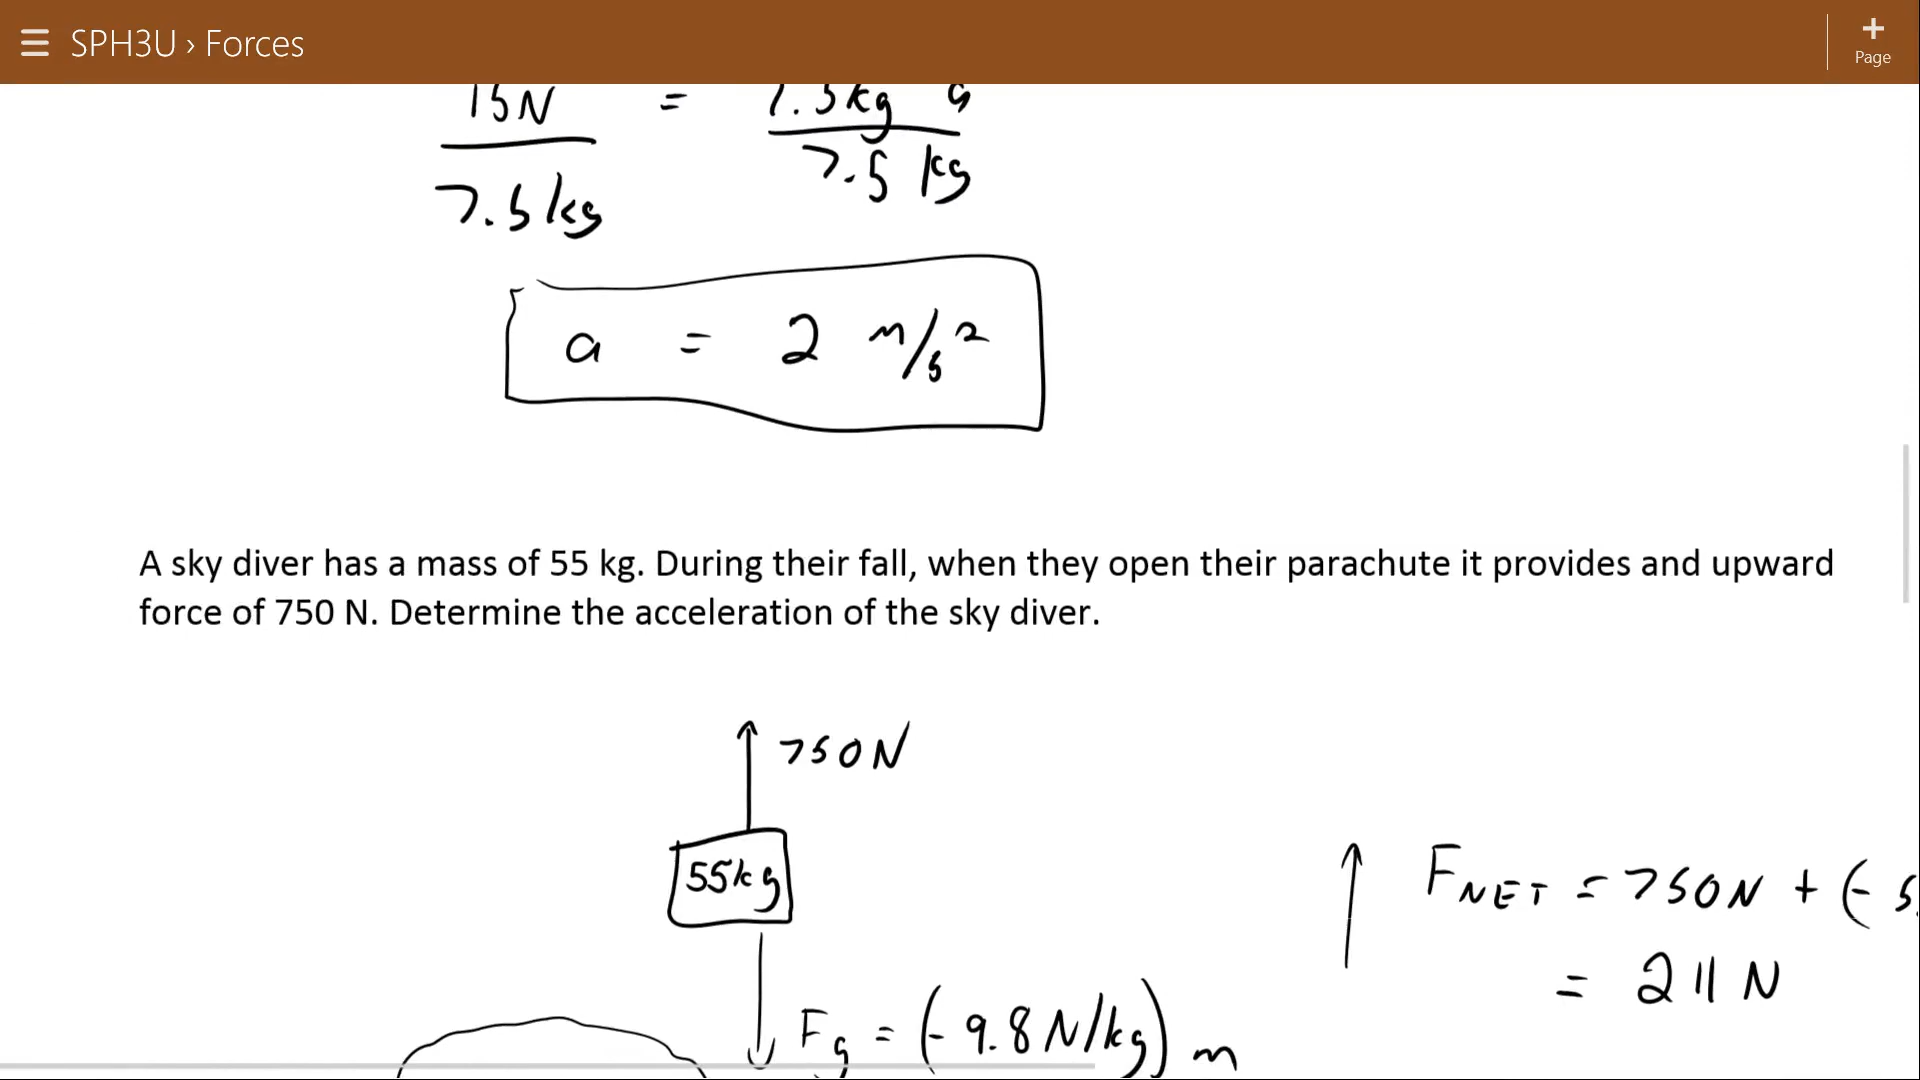 SPH3U › Forces
Page
15N = 7.5kg a
7.5kg 7.5 kg
a = 2 m/s²
A sky diver has a mass of 55 kg. During their fall, when they open their parachute it provides and upward
force of 750 N. Determine the acceleration of the sky diver.
750N
55kg
FNET = 750N + (-
= 211 N
Fg = (-9.8 N/kg) m